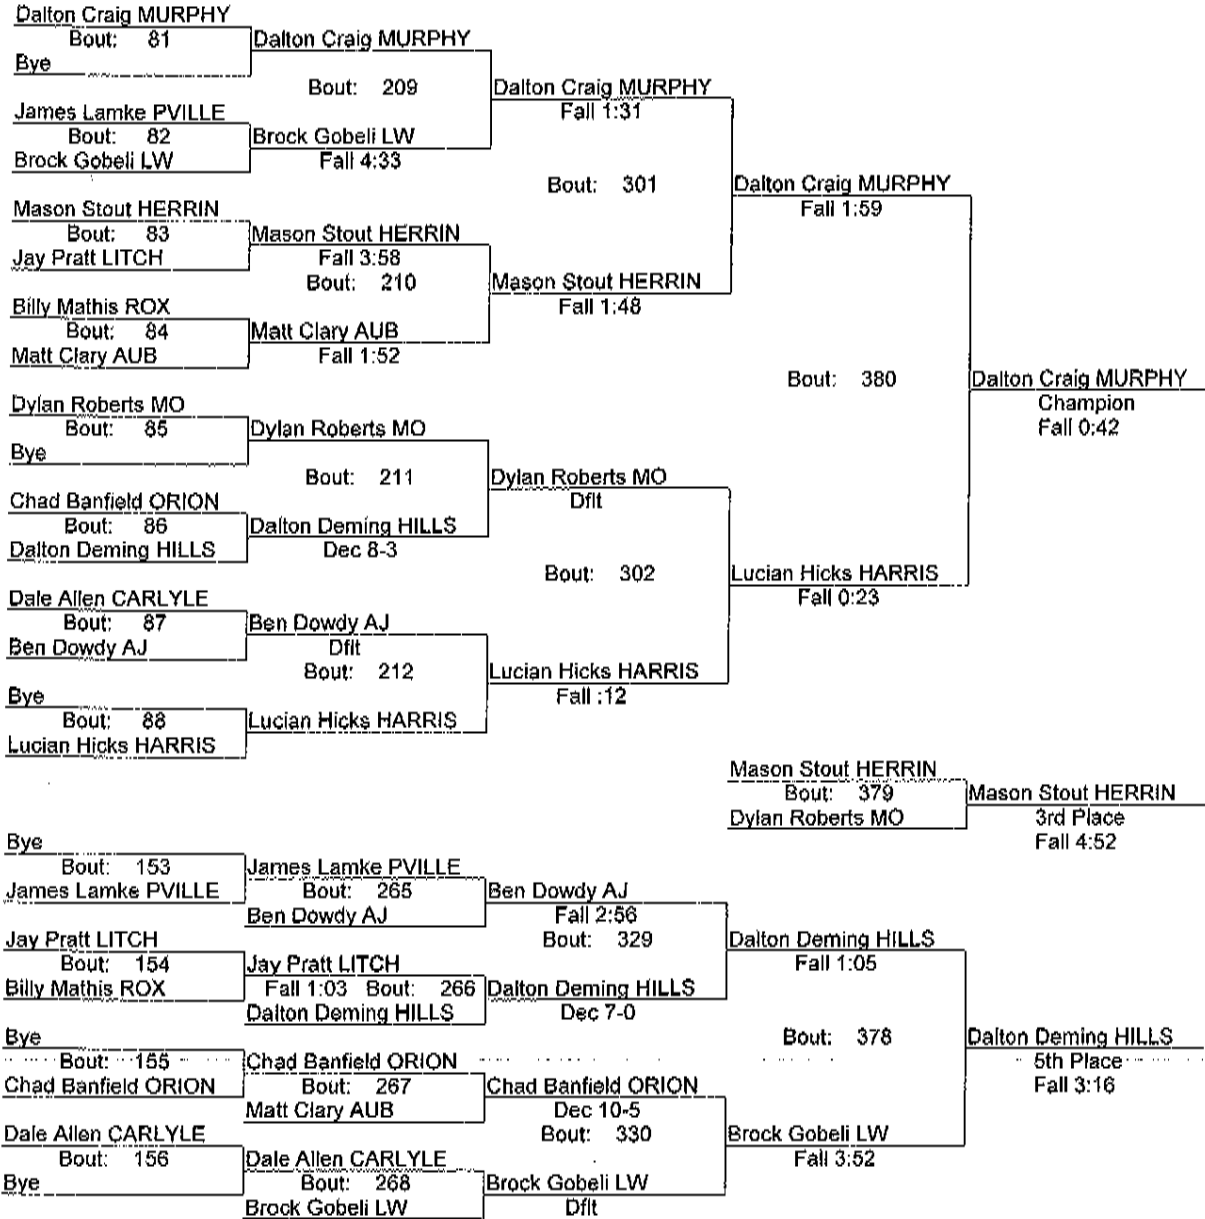 Dalton Craig MURPHY
Bout: 81
Bye
Dalton Craig MURPHY
Bout: 209
James Lamke PVILLE
Bout: 82
Brock Gobeli LW
Brock Gobeli LW
Fall 4:33
Dalton Craig MURPHY
Fall 1:31
Bout: 301
Mason Stout HERRIN
Bout: 83
Jay Pratt LITCH
Mason Stout HERRIN
Fall 3:58
Bout: 210
Billy Mathis ROX
Bout: 84
Matt Clary AUB
Matt Clary AUB
Fall 1:52
Mason Stout HERRIN
Fall 1:48
Dalton Craig MURPHY
Fall 1:59
Bout: 380
Dalton Craig MURPHY
Champion
Fall 0:42
Dylan Roberts MO
Bout: 85
Bye
Dylan Roberts MO
Bout: 211
Chad Banfield ORION
Bout: 86
Dalton Deming HILLS
Dalton Deming HILLS
Dec 8-3
Dylan Roberts MO
Dflt
Bout: 302
Dale Allen CARLYLE
Bout: 87
Ben Dowdy AJ
Ben Dowdy AJ
Dflt
Bout: 212
Bye
Bout: 88
Lucian Hicks HARRIS
Lucian Hicks HARRIS
Lucian Hicks HARRIS
Fall :12
Lucian Hicks HARRIS
Fall 0:23
Mason Stout HERRIN
Bout: 379
Dylan Roberts MO
Mason Stout HERRIN
3rd Place
Fall 4:52
Bye
Bout: 153
James Lamke PVILLE
James Lamke PVILLE
Bout: 265
Ben Dowdy AJ
Ben Dowdy AJ
Fall 2:56
Bout: 329
Jay Pratt LITCH
Bout: 154
Billy Mathis ROX
Jay Pratt LITCH
Fall 1:03 Bout: 266
Dalton Deming HILLS
Dalton Deming HILLS
Dec 7-0
Dalton Deming HILLS
Fall 1:05
Bout: 378
Dalton Deming HILLS
5th Place
Fall 3:16
Bye
Bout: 155
Chad Banfield ORION
Chad Banfield ORION
Bout: 267
Matt Clary AUB
Chad Banfield ORION
Dec 10-5
Bout: 330
Dale Allen CARLYLE
Bout: 156
Bye
Dale Allen CARLYLE
Bout: 268
Brock Gobeli LW
Brock Gobeli LW
Dflt
Brock Gobeli LW
Fall 3:52